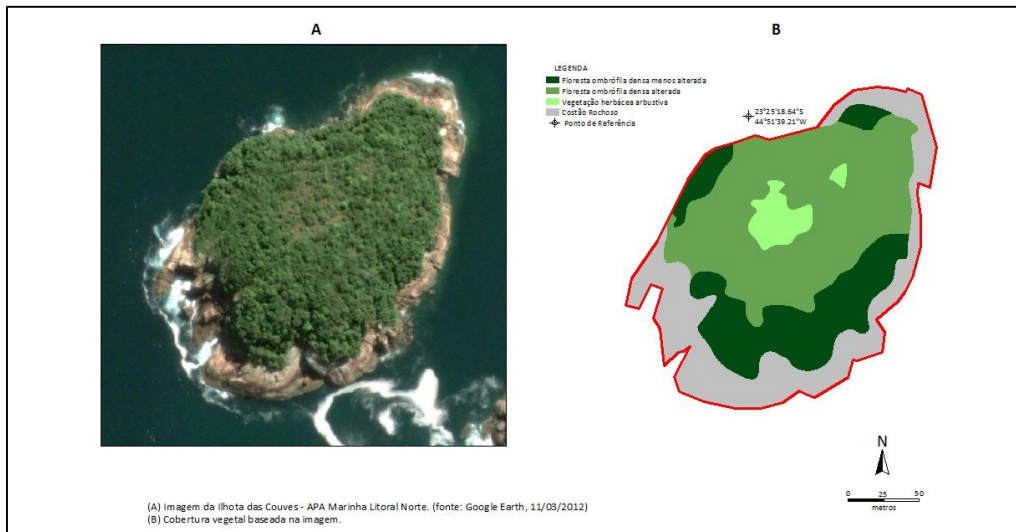 A
B
LEGENDA
Floresta ombrófila densa menos alterada
Floresta ombrófila densa alterada
Vegetação herbácea arbustiva
Costão Rochoso
Ponto de Referência
23°25'18.64"S
44°51'39.21"W
N
0 25 50
metros
(A) Imagem da Ilhota das Couves - APA Marinha Litoral Norte. (fonte: Google Earth, 11/03/2012)
(B) Cobertura vegetal baseada na imagem.